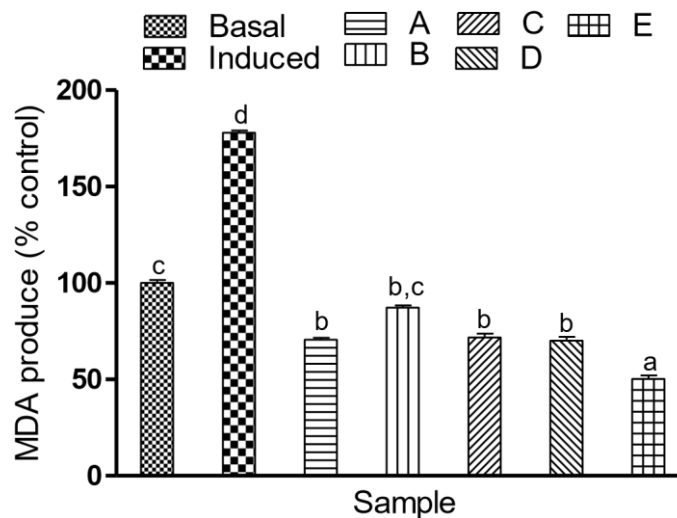 Basal A C E
Induced B D
200
150
100
50
0
MDA produce (% control)
c
d
b
b,c
b
b
a
Sample